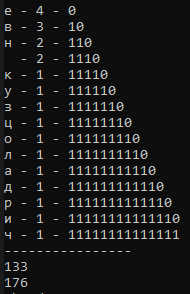 е - 4 - 0
в - 3 - 10
н - 2 - 110
  - 2 - 1110
к - 1 - 11110
у - 1 - 111110
з - 1 - 1111110
ц - 1 - 11111110
о - 1 - 111111110
л - 1 - 1111111110
а - 1 - 11111111110
д - 1 - 111111111110
р - 1 - 1111111111110
и - 1 - 11111111111110
ч - 1 - 11111111111111
----------------
133
176